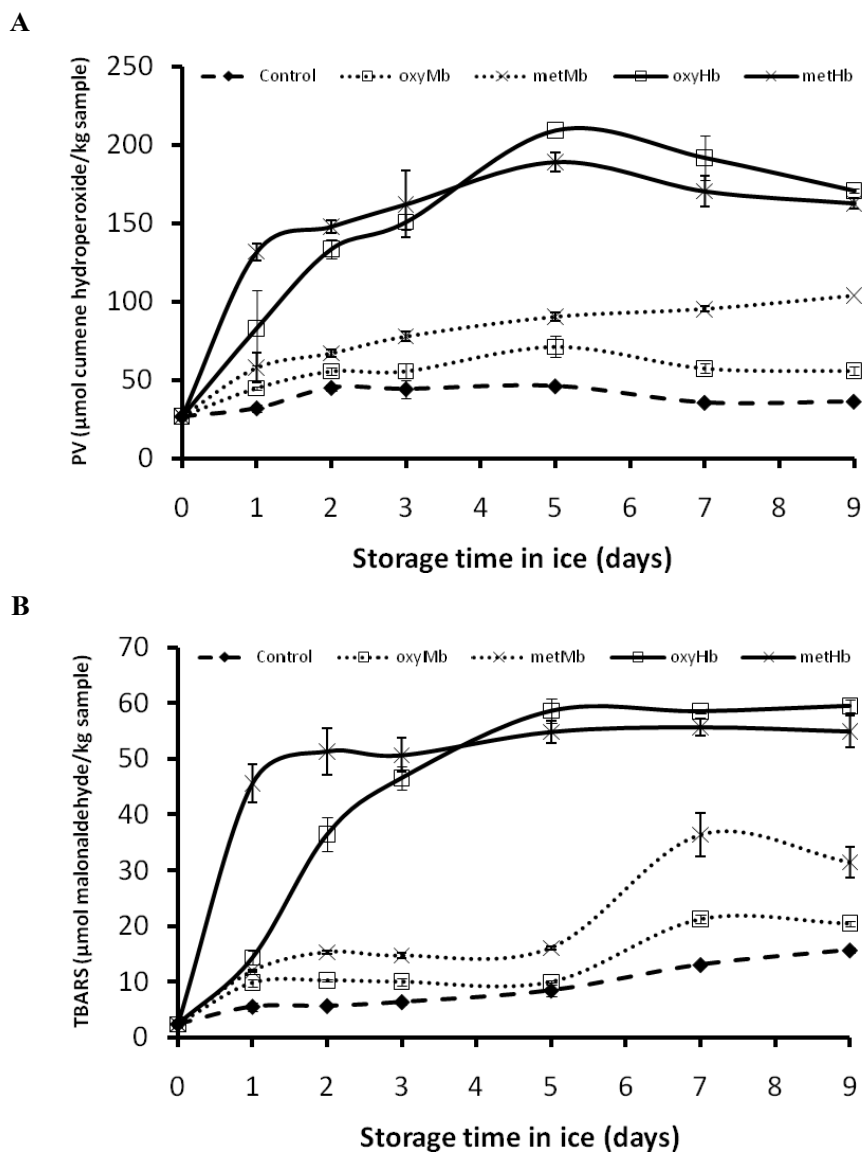 A
250
Control oxyMb metMb oxyHb metHb
200
150
100
50
0
PV (µmol cumene hydroperoxide/kg sample)
0 1 2 3 4 5 6 7 8 9
Storage time in ice (days)
B
70
Control oxyMb metMb oxyHb metHb
60
50
40
30
20
10
0
TBARS (µmol malonaldehyde/kg sample)
0 1 2 3 4 5 6 7 8 9
Storage time in ice (days)